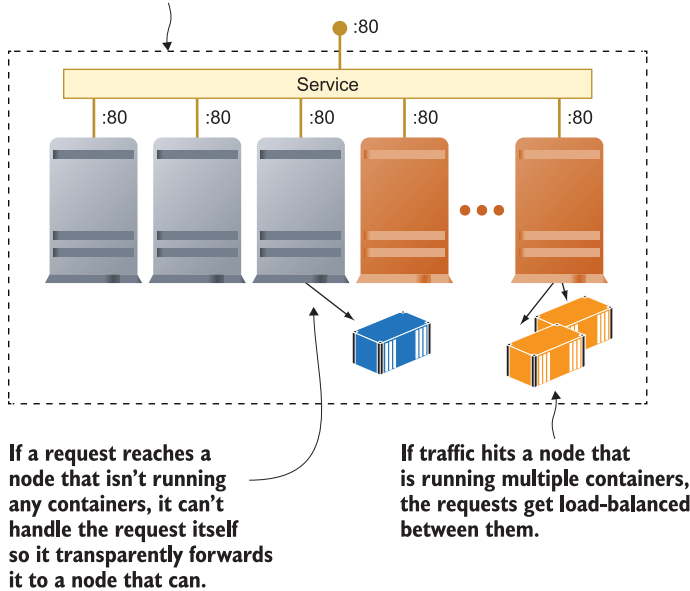 :80
Service
:80 :80 :80 :80 :80
If a request reaches a
node that isn't running
any containers, it can't
handle the request itself
so it transparently forwards
it to a node that can.
If traffic hits a node that
is running multiple containers,
the requests get load-balanced
between them.